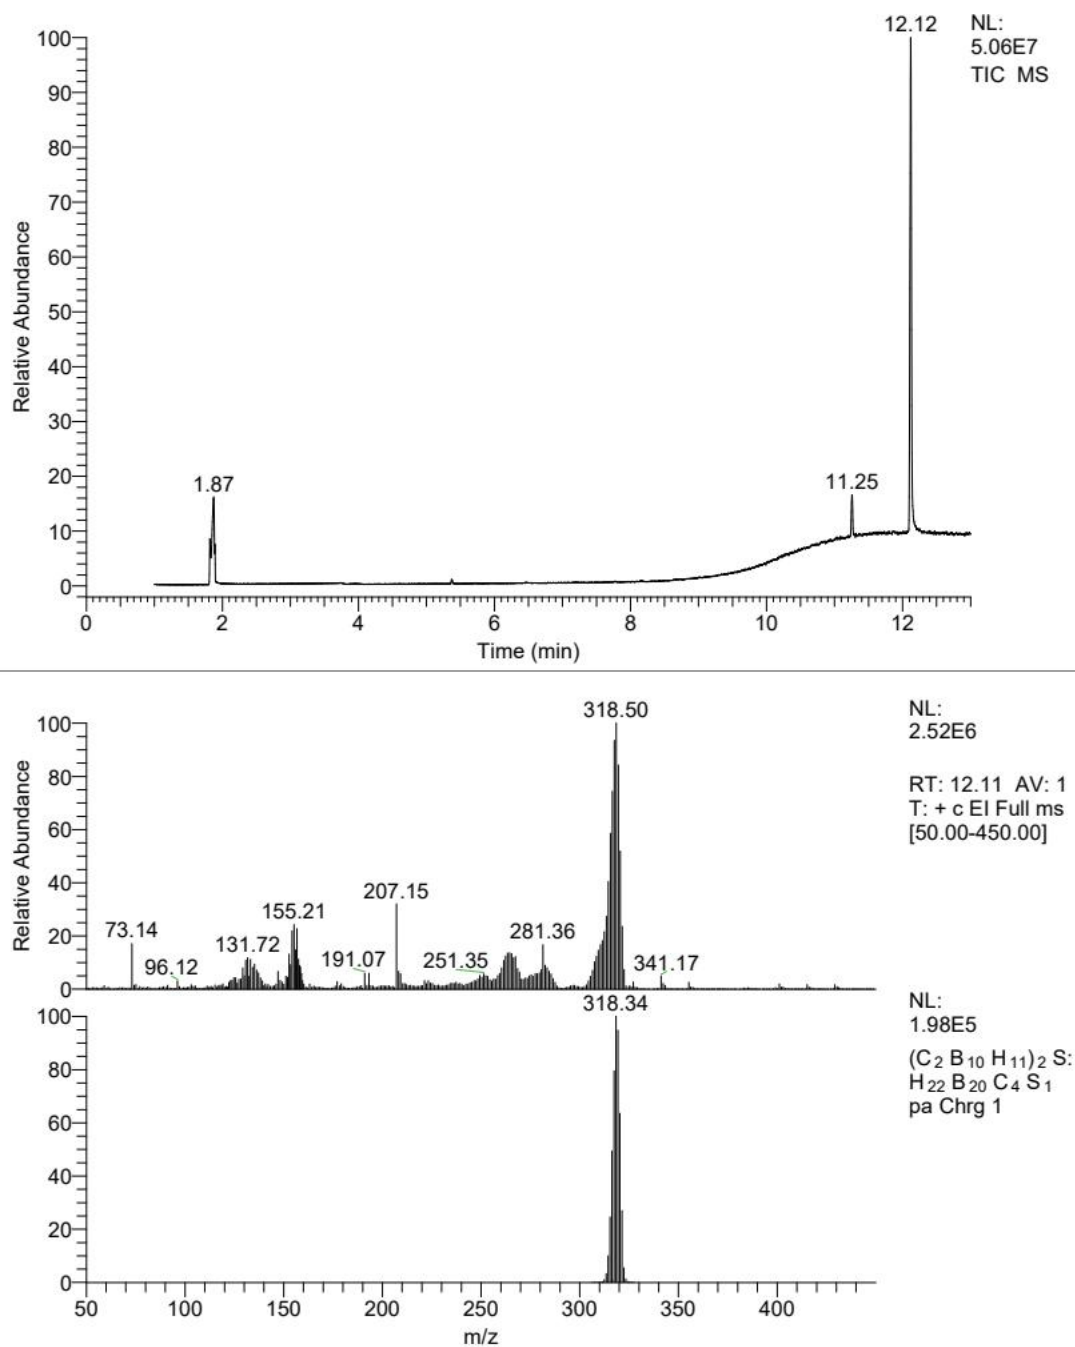 12.12
NL:
5.06E7
TIC MS
100
90
80
70
60
50
40
30
20
10
0
Relative Abundance
1.87
11.25
0 2 4 6 8 10 12
Time (min)
318.50
NL:
2.52E6
RT: 12.11 AV: 1
T: + c EI Full ms
[50.00-450.00]
100
80
60
40
20
0
Relative Abundance
73.14
96.12
131.72
155.21
191.07
207.15
251.35
281.36
341.17
318.34
NL:
1.98E5
(C₂ B₁₀ H₁₁)₂ S:
H₂₂ B₂₀ C₄ S₁
pa Chrg 1
100
80
60
40
20
0
50 100 150 200 250 300 350 400
m/z